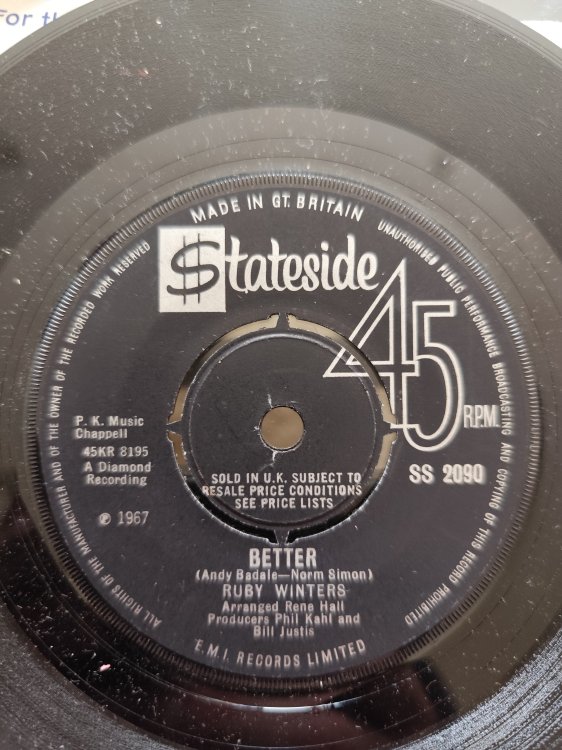 For th
MADE IN GT. BRITAIN
UNAUTHORISED PUBLIC PERFORMANCE BROADCASTING AND COPYING OF THIS RECORD PROHIBITED
ALL RIGHTS OF THE MANUFACTURER AND OF THE OWNER OF THE RECORDED WORK RESERVED
$tateside
45 R.P.M.
P. K. Music
Chappell
45KR 8195
A Diamond
Recording
℗ 1967
SS 2090
SOLD IN U.K. SUBJECT TO
RESALE PRICE CONDITIONS
SEE PRICE LISTS
BETTER
(Andy Badale—Norm Simon)
RUBY WINTERS
Arranged Rene Hall
Producers Phil Kahl and
Bill Justis
E.M.I. RECORDS LIMITED